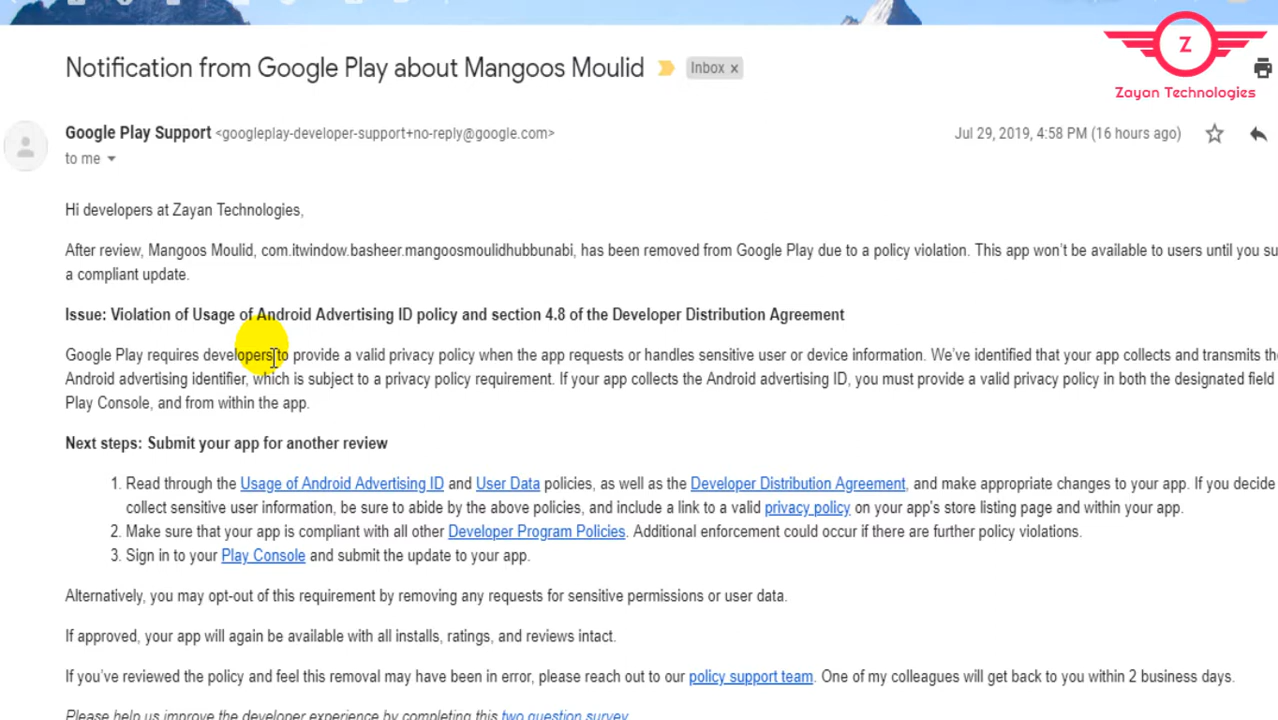 Notification from Google Play about Mangoos Moulid
Inbox x
Z
Zayan Technologies
Google Play Support <googleplay-developer-support+no-reply@google.com>
Jul 29, 2019, 4:58 PM (16 hours ago)
to me
Hi developers at Zayan Technologies,
After review, Mangoos Moulid, com.itwindow.basheer.mangoosmoulidhubbunabi, has been removed from Google Play due to a policy violation. This app won't be available to users until you su
a compliant update.
Issue: Violation of Usage of Android Advertising ID policy and section 4.8 of the Developer Distribution Agreement
Google Play requires developers to provide a valid privacy policy when the app requests or handles sensitive user or device information. We've identified that your app collects and transmits the
Android advertising identifier, which is subject to a privacy policy requirement. If your app collects the Android advertising ID, you must provide a valid privacy policy in both the designated field
Play Console, and from within the app.
Next steps: Submit your app for another review
1. Read through the Usage of Android Advertising ID and User Data policies, as well as the Developer Distribution Agreement, and make appropriate changes to your app. If you decide
collect sensitive user information, be sure to abide by the above policies, and include a link to a valid privacy policy on your app's store listing page and within your app.
2. Make sure that your app is compliant with all other Developer Program Policies. Additional enforcement could occur if there are further policy violations.
3. Sign in to your Play Console and submit the update to your app.
Alternatively, you may opt-out of this requirement by removing any requests for sensitive permissions or user data.
If approved, your app will again be available with all installs, ratings, and reviews intact.
If you've reviewed the policy and feel this removal may have been in error, please reach out to our policy support team. One of my colleagues will get back to you within 2 business days.
Please help us improve the developer experience by completing this two question survey.